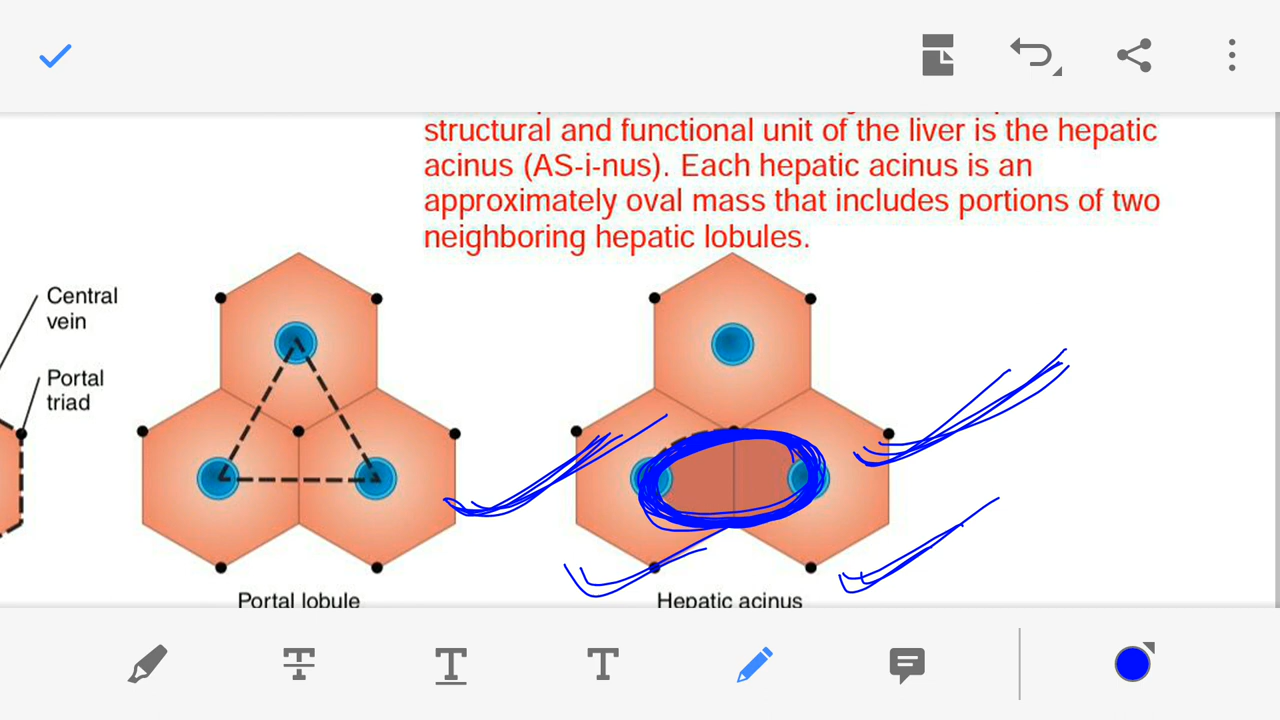 structural and functional unit of the liver is the hepatic
acinus (AS-i-nus). Each hepatic acinus is an
approximately oval mass that includes portions of two
neighboring hepatic lobules.
Central
vein
Portal
triad
Portal lobule
Hepatic acinus
T
T
T